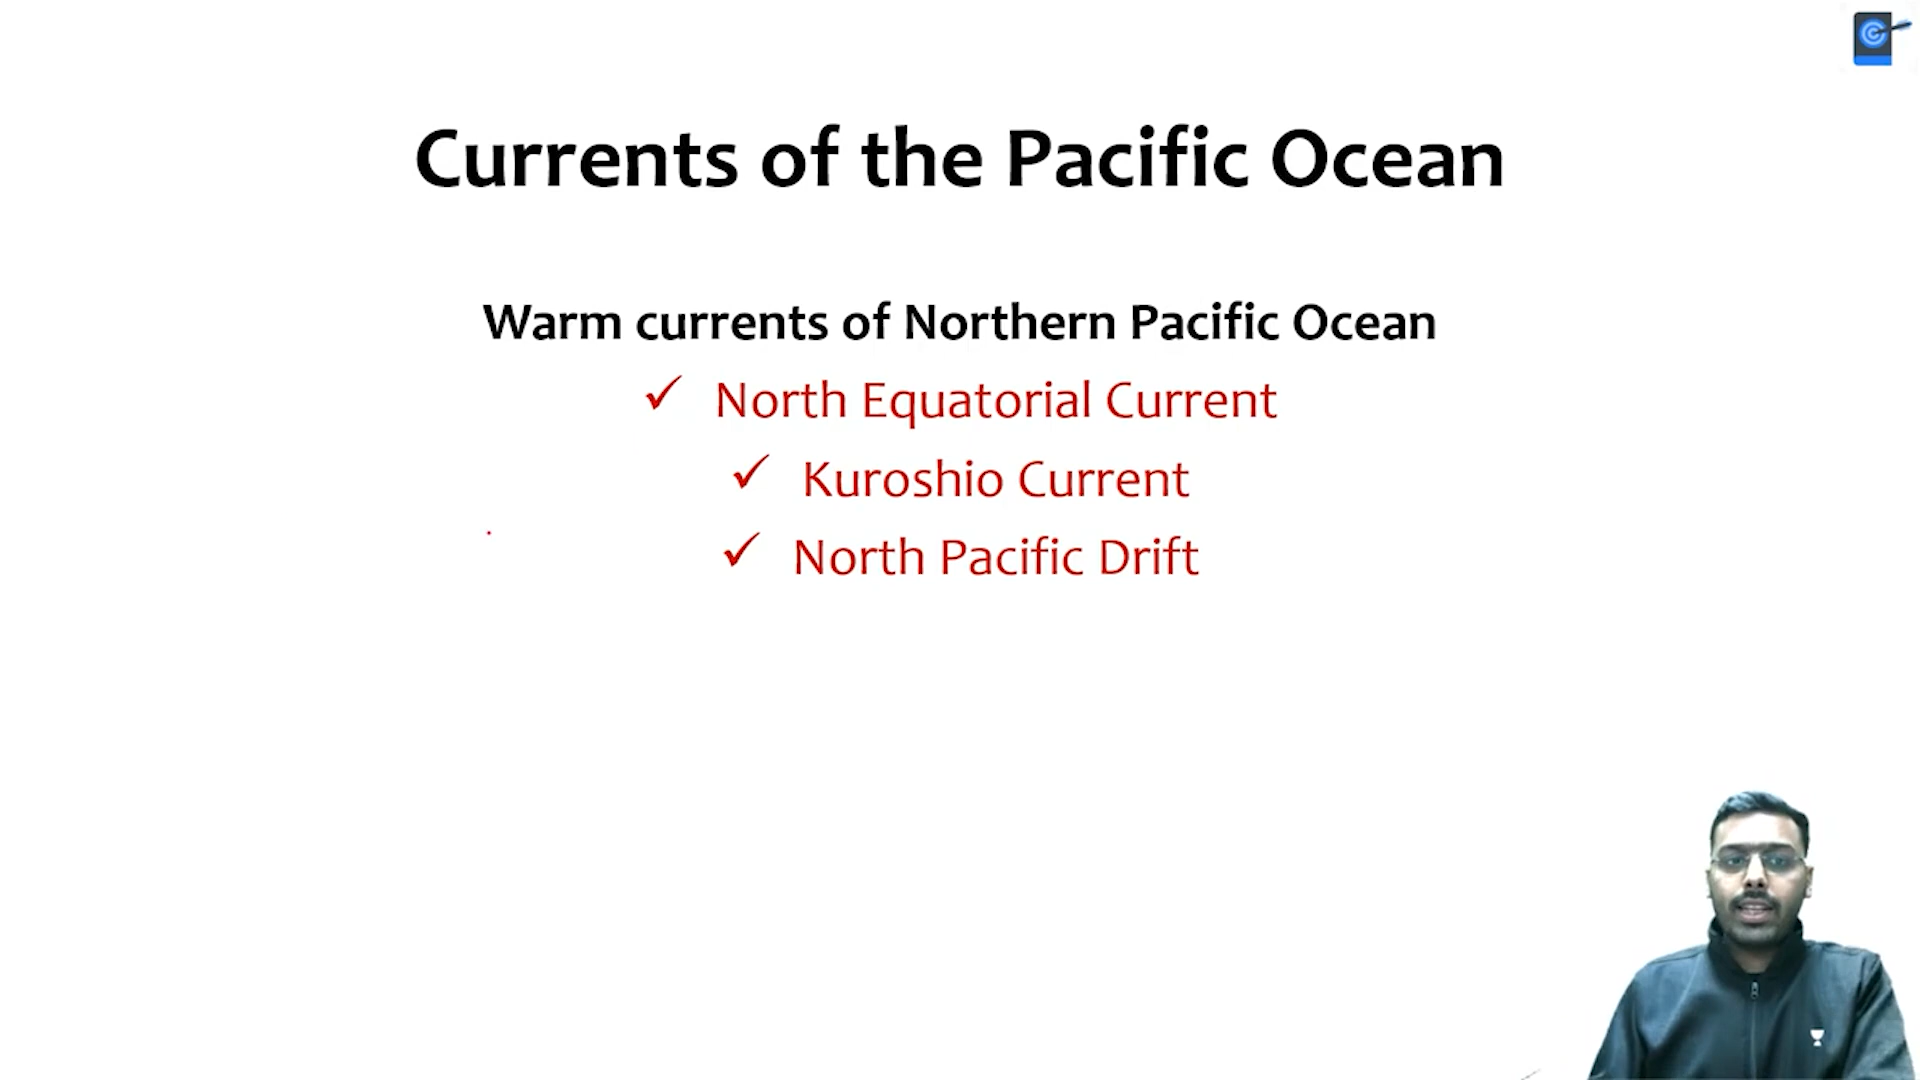 Currents of the Pacific Ocean
Warm currents of Northern Pacific Ocean
✓ North Equatorial Current
✓ Kuroshio Current
✓ North Pacific Drift